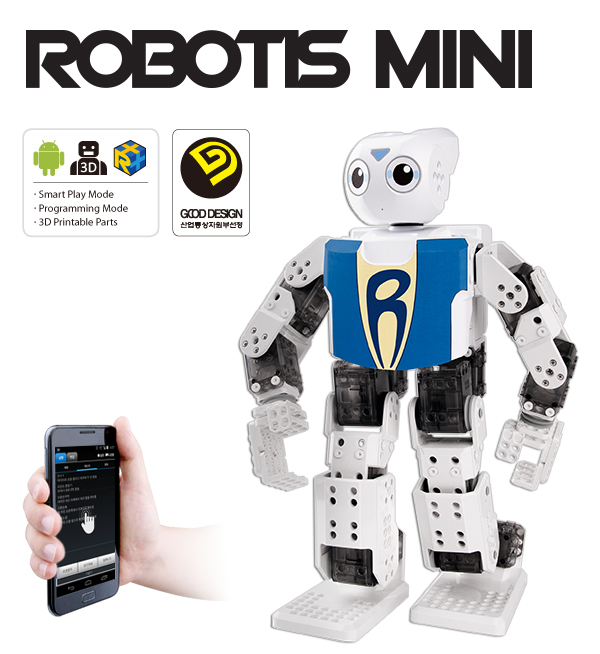 ROBOTIS MINI
3D
· Smart Play Mode
· Programming Mode
· 3D Printable Parts
GOOD DESIGN
산업통상자원부선정
R